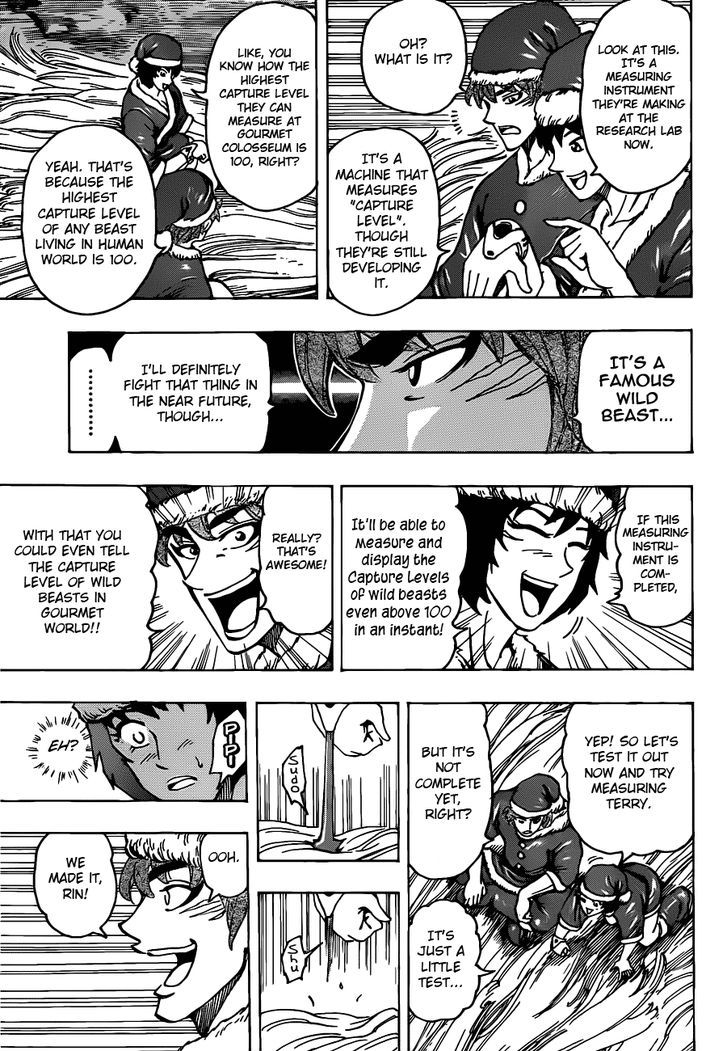 LOOK AT THIS.
IT'S A
MEASURING
INSTRUMENT
THEY'RE MAKING
AT THE
RESEARCH LAB
NOW.
OH?
WHAT IS IT?
IT'S A
MACHINE THAT
MEASURES
"CAPTURE
LEVEL".
THOUGH
THEY'RE STILL
DEVELOPING
IT.
LIKE, YOU
KNOW HOW THE
HIGHEST
CAPTURE LEVEL
THEY CAN
MEASURE AT
GOURMET
COLOSSEUM IS
100, RIGHT?
YEAH. THAT'S
BECAUSE THE
HIGHEST
CAPTURE LEVEL
OF ANY BEAST
LIVING IN HUMAN
WORLD IS 100.
IT'S A
FAMOUS
WILD
BEAST...
I'LL DEFINITELY
FIGHT THAT THING
IN THE NEAR FUTURE,
THOUGH...
.........
IF THIS
MEASURING
INSTRU-
MENT IS
COM-
PLETED,
It'll be able to
Measure and
display the
Capture Levels
of wild beasts
even above 100
in an instant!
REALLY?
THAT'S
AWESOME!
WITH THAT YOU
COULD EVEN TELL
THE CAPTURE
LEVEL OF WILD
BEASTS IN
GOURMET
WORLD!!
YEP! SO LET'S
TEST IT OUT
NOW AND TRY
MEASURING
TERRY.
BUT IT'S
NOT
COMPLETE
YET,
RIGHT?
IT'S
JUST A
LITTLE
TEST...
Sudo
Shu
PIPI
EH?
OOH.
WE
MADE IT,
RIN!